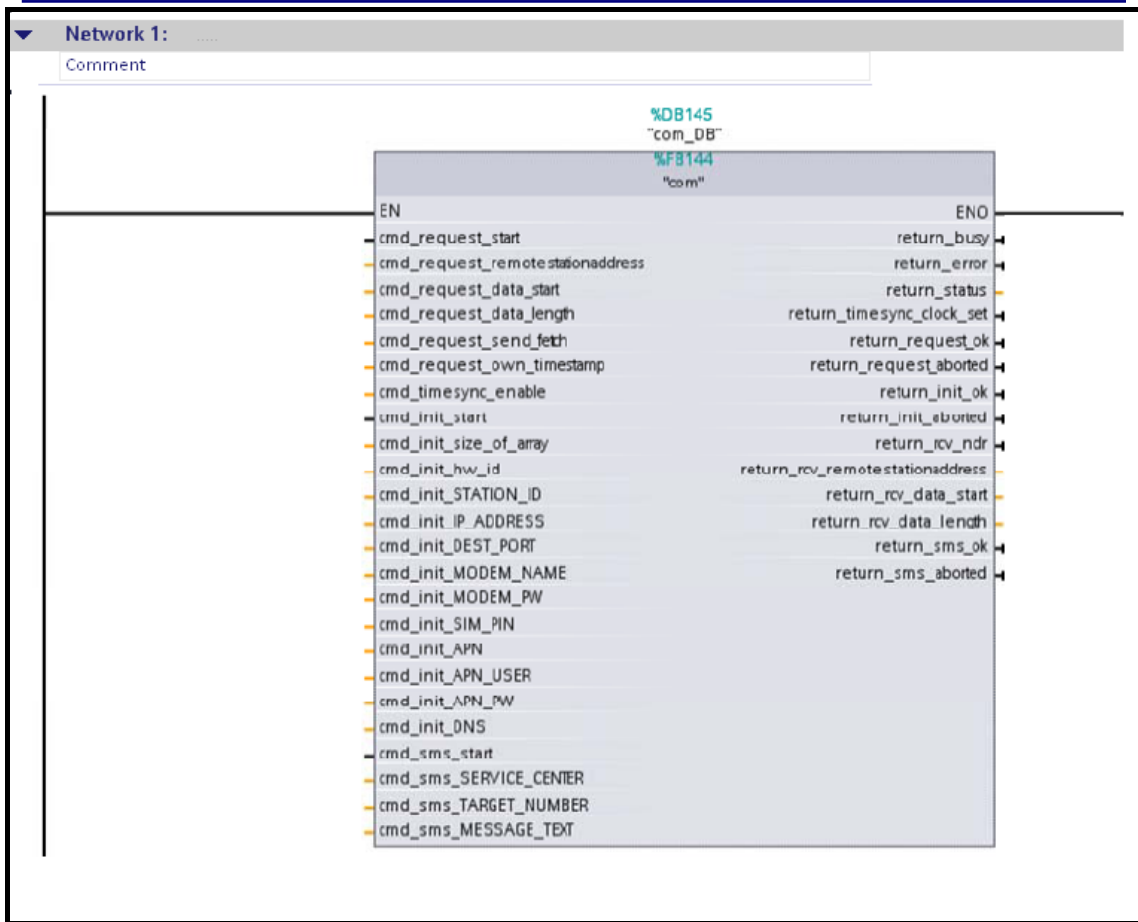 Network 1: .....
Comment
%DB145
"com_DB"
%FB144
"com"
EN ENO
cmd_request_start return_busy
cmd_request_remotestationaddress return_error
cmd_request_data_start return_status
cmd_request_data_length return_timesync_clock_set
cmd_request_send_fetch return_request_ok
cmd_request_own_timestamp return_request_aborted
cmd_timesync_enable return_init_ok
cmd_init_start return_init_aborted
cmd_init_size_of_array return_rcv_ndr
cmd_init_hw_id return_rcv_remotestationaddress
cmd_init_STATION_ID return_rcv_data_start
cmd_init_IP_ADDRESS return_rcv_data_length
cmd_init_DEST_PORT return_sms_ok
cmd_init_MODEM_NAME return_sms_aborted
cmd_init_MODEM_PW
cmd_init_SIM_PIN
cmd_init_APN
cmd_init_APN_USER
cmd_init_APN_PW
cmd_init_DNS
cmd_sms_start
cmd_sms_SERVICE_CENTER
cmd_sms_TARGET_NUMBER
cmd_sms_MESSAGE_TEXT